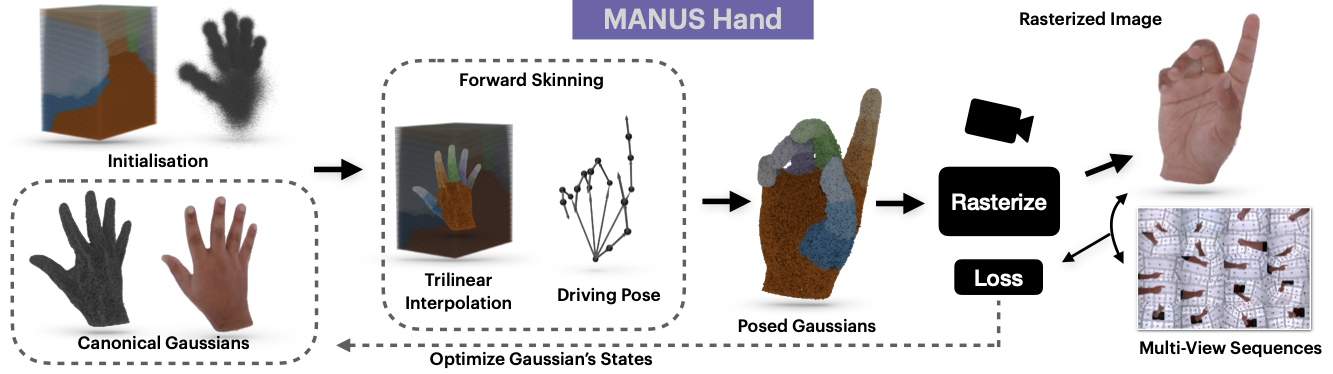 MANUS Hand
Initialisation
Canonical Gaussians
Forward Skinning
Trilinear
Interpolation
Driving Pose
Posed Gaussians
Rasterize
Loss
Rasterized Image
Multi-View Sequences
Optimize Gaussian's States